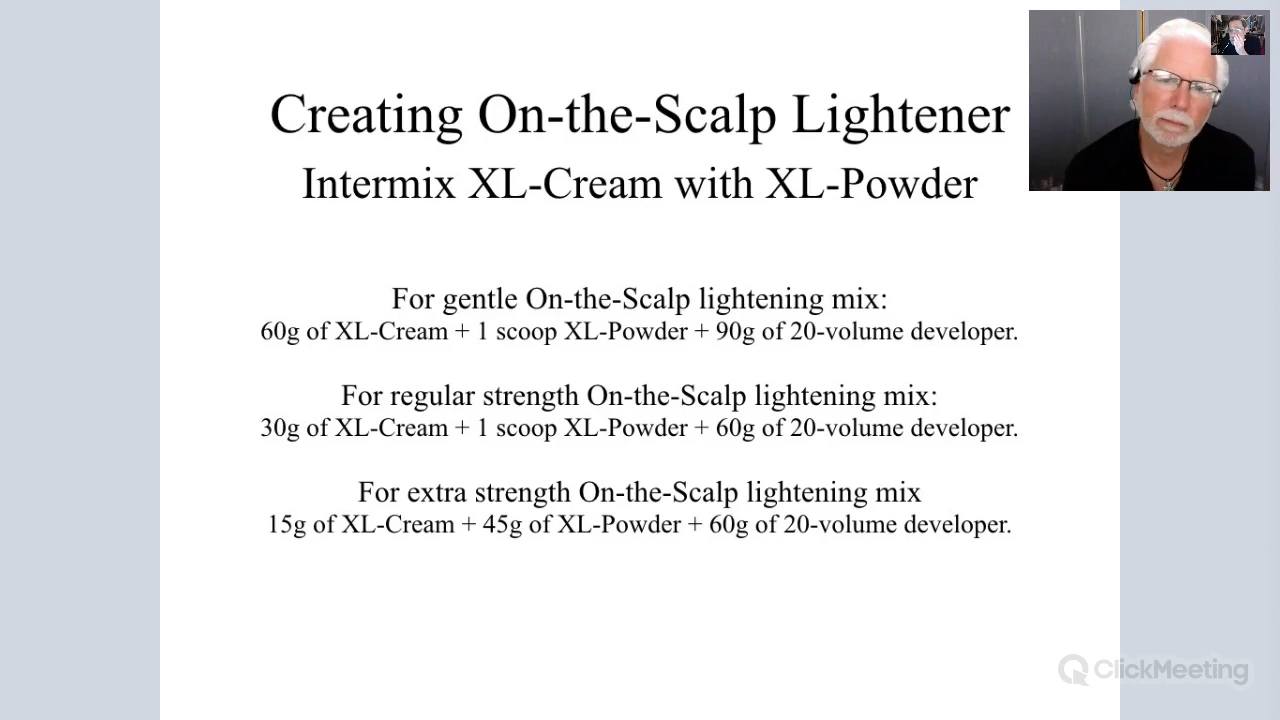 Creating On-the-Scalp Lightener
Intermix XL-Cream with XL-Powder
For gentle On-the-Scalp lightening mix:
60g of XL-Cream + 1 scoop XL-Powder + 90g of 20-volume developer.
For regular strength On-the-Scalp lightening mix:
30g of XL-Cream + 1 scoop XL-Powder + 60g of 20-volume developer.
For extra strength On-the-Scalp lightening mix
15g of XL-Cream + 45g of XL-Powder + 60g of 20-volume developer.
ClickMeeting